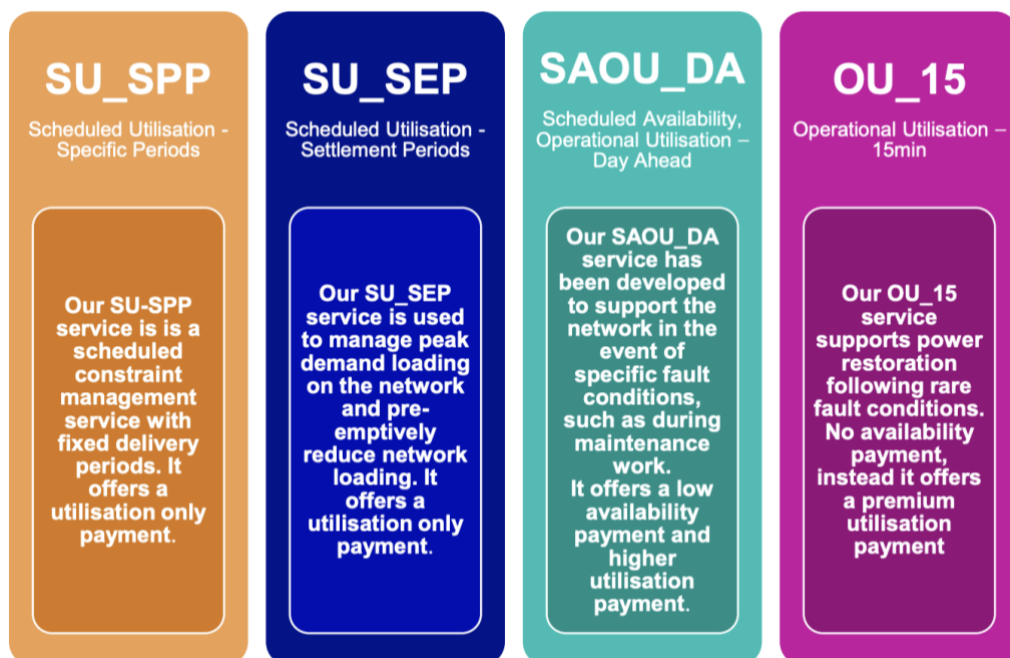 SU_SPP
Scheduled Utilisation -
Specific Periods
Our SU-SPP
service is is a
scheduled
constraint
management
service with
fixed delivery
periods. It
offers a
utilisation only
payment.
SU_SEP
Scheduled Utilisation -
Settlement Periods
Our SU_SEP
service is used
to manage peak
demand loading
on the network
and pre-
emptively
reduce network
loading. It
offers a
utilisation only
payment.
SAOU_DA
Scheduled Availability,
Operational Utilisation –
Day Ahead
Our SAOU_DA
service has
been developed
to support the
network in the
event of
specific fault
conditions,
such as during
maintenance
work.
It offers a low
availability
payment and
higher
utilisation
payment.
OU_15
Operational Utilisation –
15min
Our OU_15
service
supports power
restoration
following rare
fault conditions.
No availability
payment,
instead it offers
a premium
utilisation
payment